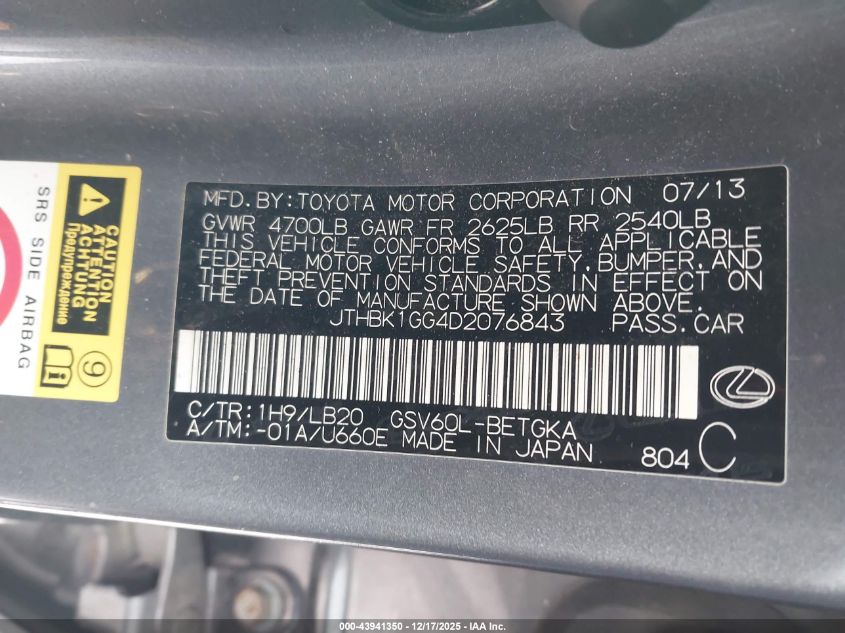 MFD. BY: TOYOTA MOTOR CORPORATION 07/13
GVWR 4700LB GAWR FR 2625LB RR 2540LB
THIS VEHICLE CONFORMS TO ALL APPLICABLE
FEDERAL MOTOR VEHICLE SAFETY, BUMPER, AND
THEFT PREVENTION STANDARDS IN EFFECT ON
THE DATE OF MANUFACTURE SHOWN ABOVE.
JTHBK1GG4D2076843 PASS. CAR
C/TR: 1H9/LB20 GSV60L-BETGKA
A/TM: -01A/U660E MADE IN JAPAN 804 C
SRS SIDE AIRBAG
CAUTION
ATTENTION
ACHTUNG
Предупреждение
9
000-43941350 | 12/17/2025 | IAA Inc.